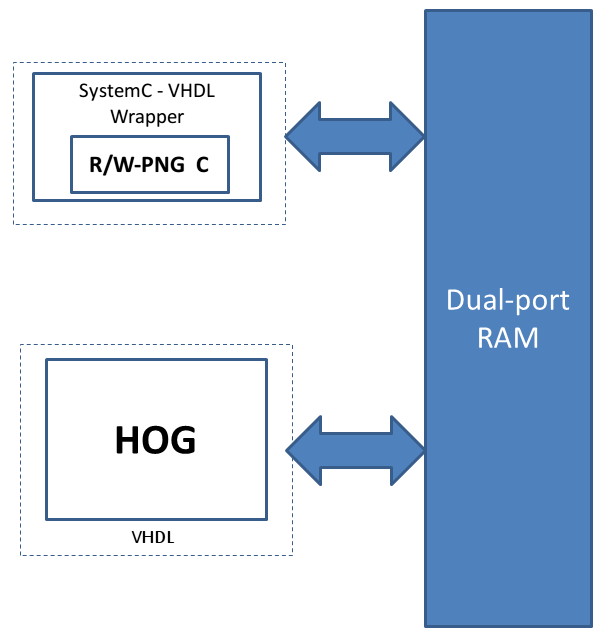 SystemC - VHDL
Wrapper
R/W-PNG C
HOG
VHDL
Dual-port
RAM